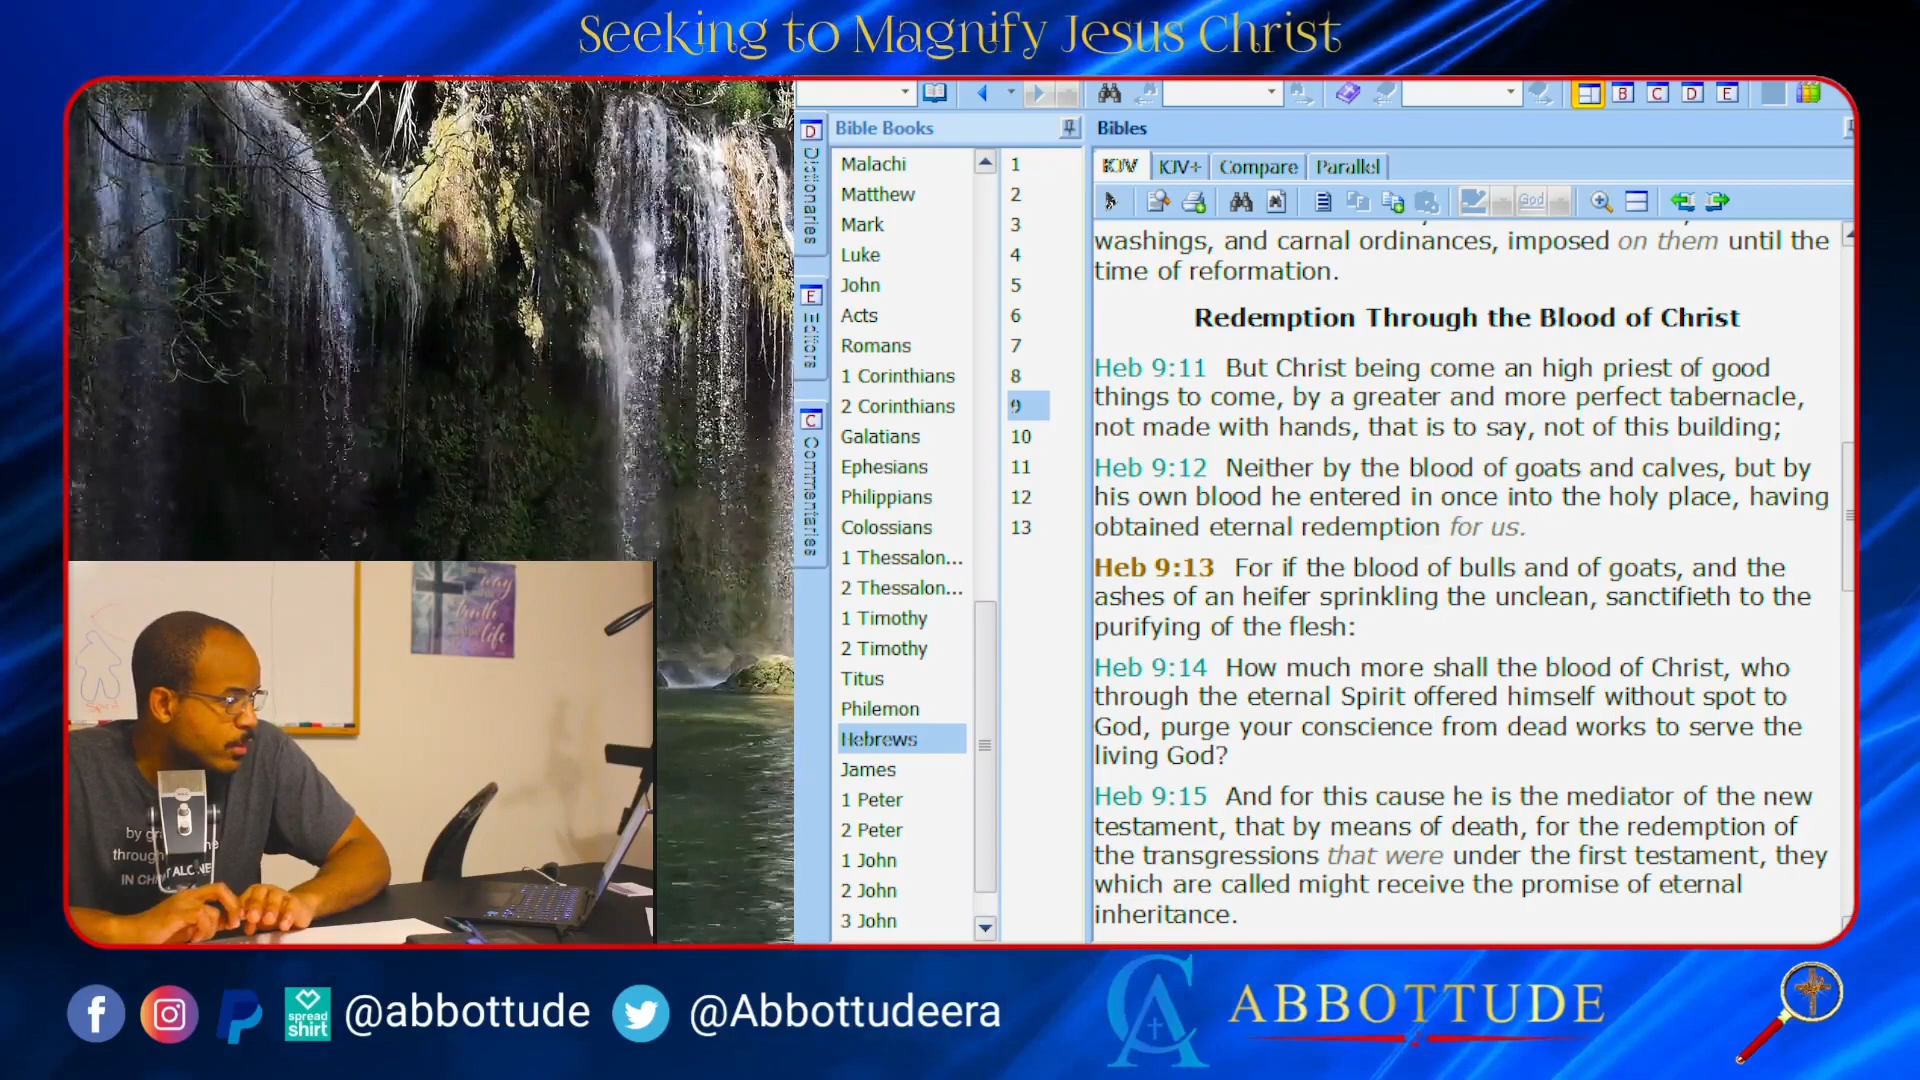 Seeking to Magnify Jesus Christ
D Dictionaries
E Editors
C Commentaries
Bible Books
Malachi
Matthew
Mark
Luke
John
Acts
Romans
1 Corinthians
2 Corinthians
Galatians
Ephesians
Philippians
Colossians
1 Thessalon...
2 Thessalon...
1 Timothy
2 Timothy
Titus
Philemon
Hebrews
James
1 Peter
2 Peter
1 John
2 John
3 John
1
2
3
4
5
6
7
8
9
10
11
12
13
B C D E
Bibles
KJV KJV+ Compare Parallel
God
washings, and carnal ordinances, imposed on them until the
time of reformation.
Redemption Through the Blood of Christ
Heb 9:11 But Christ being come an high priest of good
things to come, by a greater and more perfect tabernacle,
not made with hands, that is to say, not of this building;
Heb 9:12 Neither by the blood of goats and calves, but by
his own blood he entered in once into the holy place, having
obtained eternal redemption for us.
Heb 9:13 For if the blood of bulls and of goats, and the
ashes of an heifer sprinkling the unclean, sanctifieth to the
purifying of the flesh:
Heb 9:14 How much more shall the blood of Christ, who
through the eternal Spirit offered himself without spot to
God, purge your conscience from dead works to serve the
living God?
Heb 9:15 And for this cause he is the mediator of the new
testament, that by means of death, for the redemption of
the transgressions that were under the first testament, they
which are called might receive the promise of eternal
inheritance.
way
truth
life
Spirit
by
through
IN
ALONE
spread
shirt
@abbottude
@Abbottudeera
ABBOTTUDE